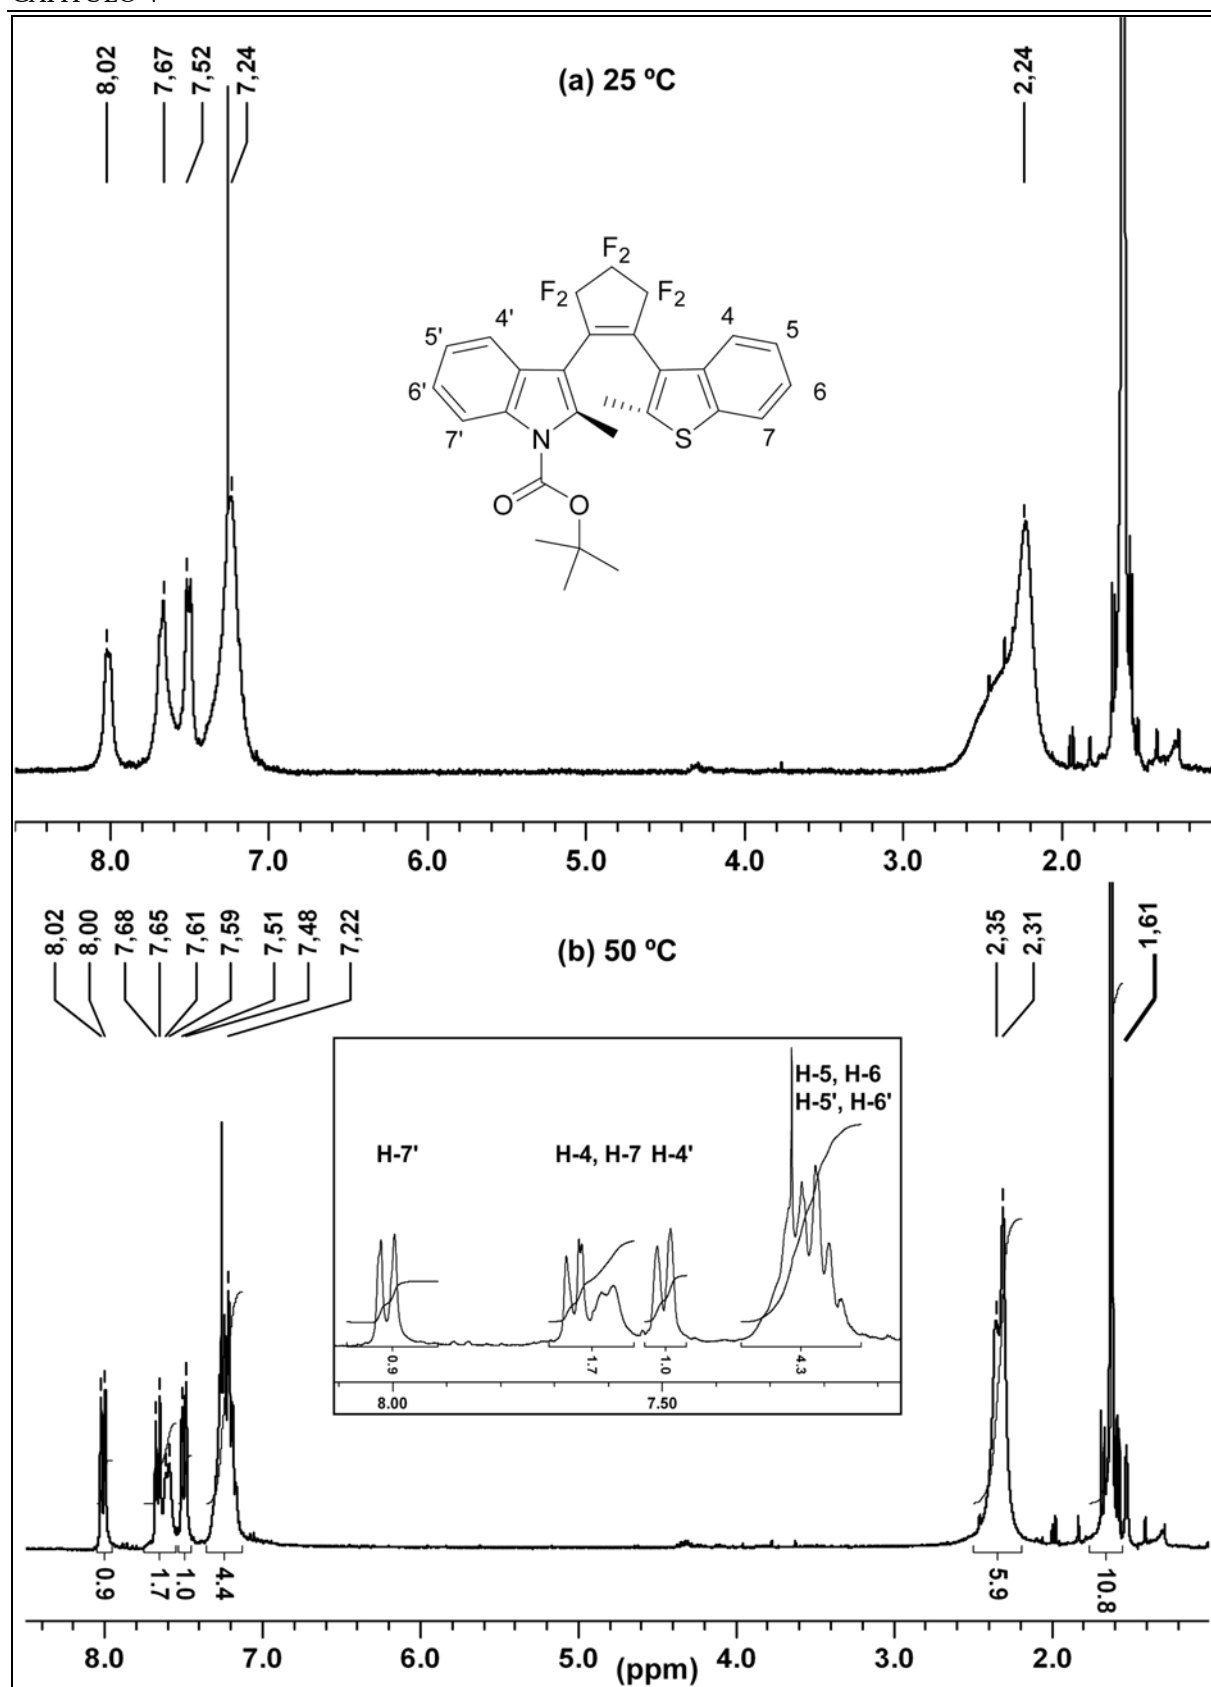 CAPÍTULO 4
8,02
7,67
7,52
7,24
(a) 25 ºC
2,24
F2
F2
F2
4'
5'
6'
7'
4
5
6
7
N
S
O
O
8.0 7.0 6.0 5.0 4.0 3.0 2.0
8,02
8,00
7,68
7,65
7,61
7,59
7,51
7,48
7,22
(b) 50 ºC
2,35
2,31
1,61
H-5, H-6
H-5', H-6'
H-7'
H-4, H-7 H-4'
0.9
1.7
1.0
4.3
8.00 7.50
0.9
1.7
1.0
4.4
5.9
10.8
8.0 7.0 6.0 5.0 (ppm) 4.0 3.0 2.0